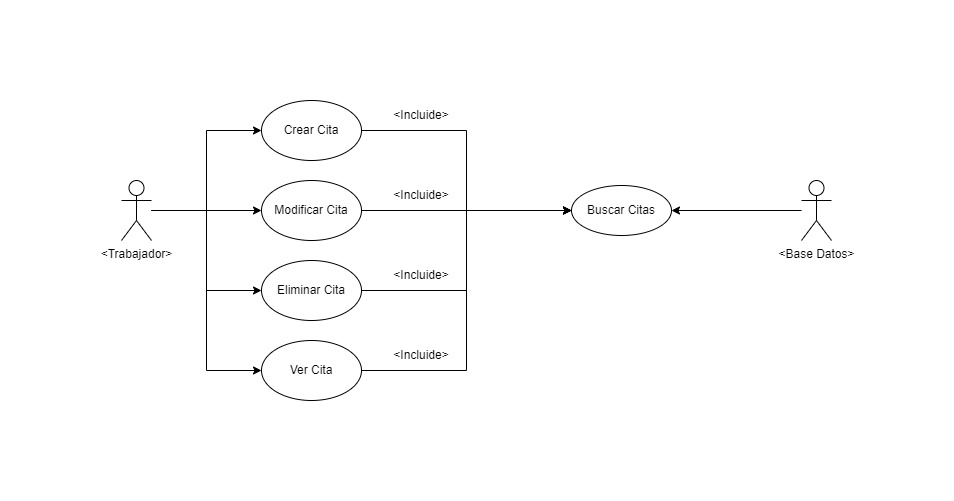 <Incluide>
Crear Cita
<Incluide>
Modificar Cita
Buscar Citas
<Trabajador>
<Base Datos>
<Incluide>
Eliminar Cita
<Incluide>
Ver Cita